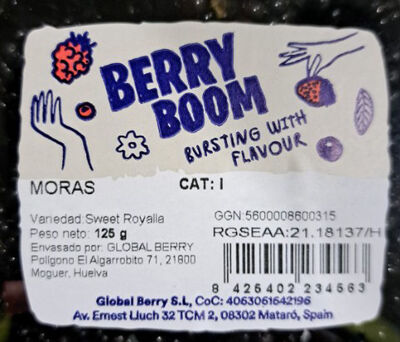 BERRY
BOOM
BURSTING WITH
FLAVOUR
MORAS CAT: I
Variedad:Sweet Royalla
Peso neto: 125 g
Envasado por: GLOBAL BERRY
Polígono El Algarrobito 71, 21800
Moguer, Huelva
GGN:5600008600315
RGSEAA:21.18137/H
8 426402 234563
Global Berry S.L, CoC: 4063061642196
Av. Ernest Lluch 32 TCM 2, 08302 Mataró, Spain